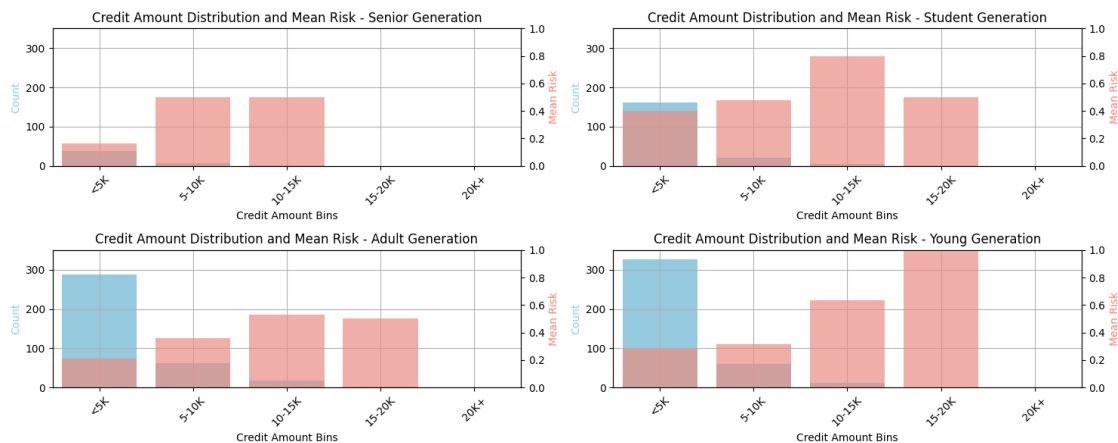 Credit Amount Distribution and Mean Risk - Senior Generation
Count
300
200
100
0
1.0
0.8
0.6
0.4
0.2
0.0
Mean Risk
<5K
5-10K
10-15K
15-20K
20K+
Credit Amount Bins
Credit Amount Distribution and Mean Risk - Student Generation
Count
300
200
100
0
1.0
0.8
0.6
0.4
0.2
0.0
Mean Risk
<5K
5-10K
10-15K
15-20K
20K+
Credit Amount Bins
Credit Amount Distribution and Mean Risk - Adult Generation
Count
300
200
100
0
1.0
0.8
0.6
0.4
0.2
0.0
Mean Risk
<5K
5-10K
10-15K
15-20K
20K+
Credit Amount Bins
Credit Amount Distribution and Mean Risk - Young Generation
Count
300
200
100
0
1.0
0.8
0.6
0.4
0.2
0.0
Mean Risk
<5K
5-10K
10-15K
15-20K
20K+
Credit Amount Bins